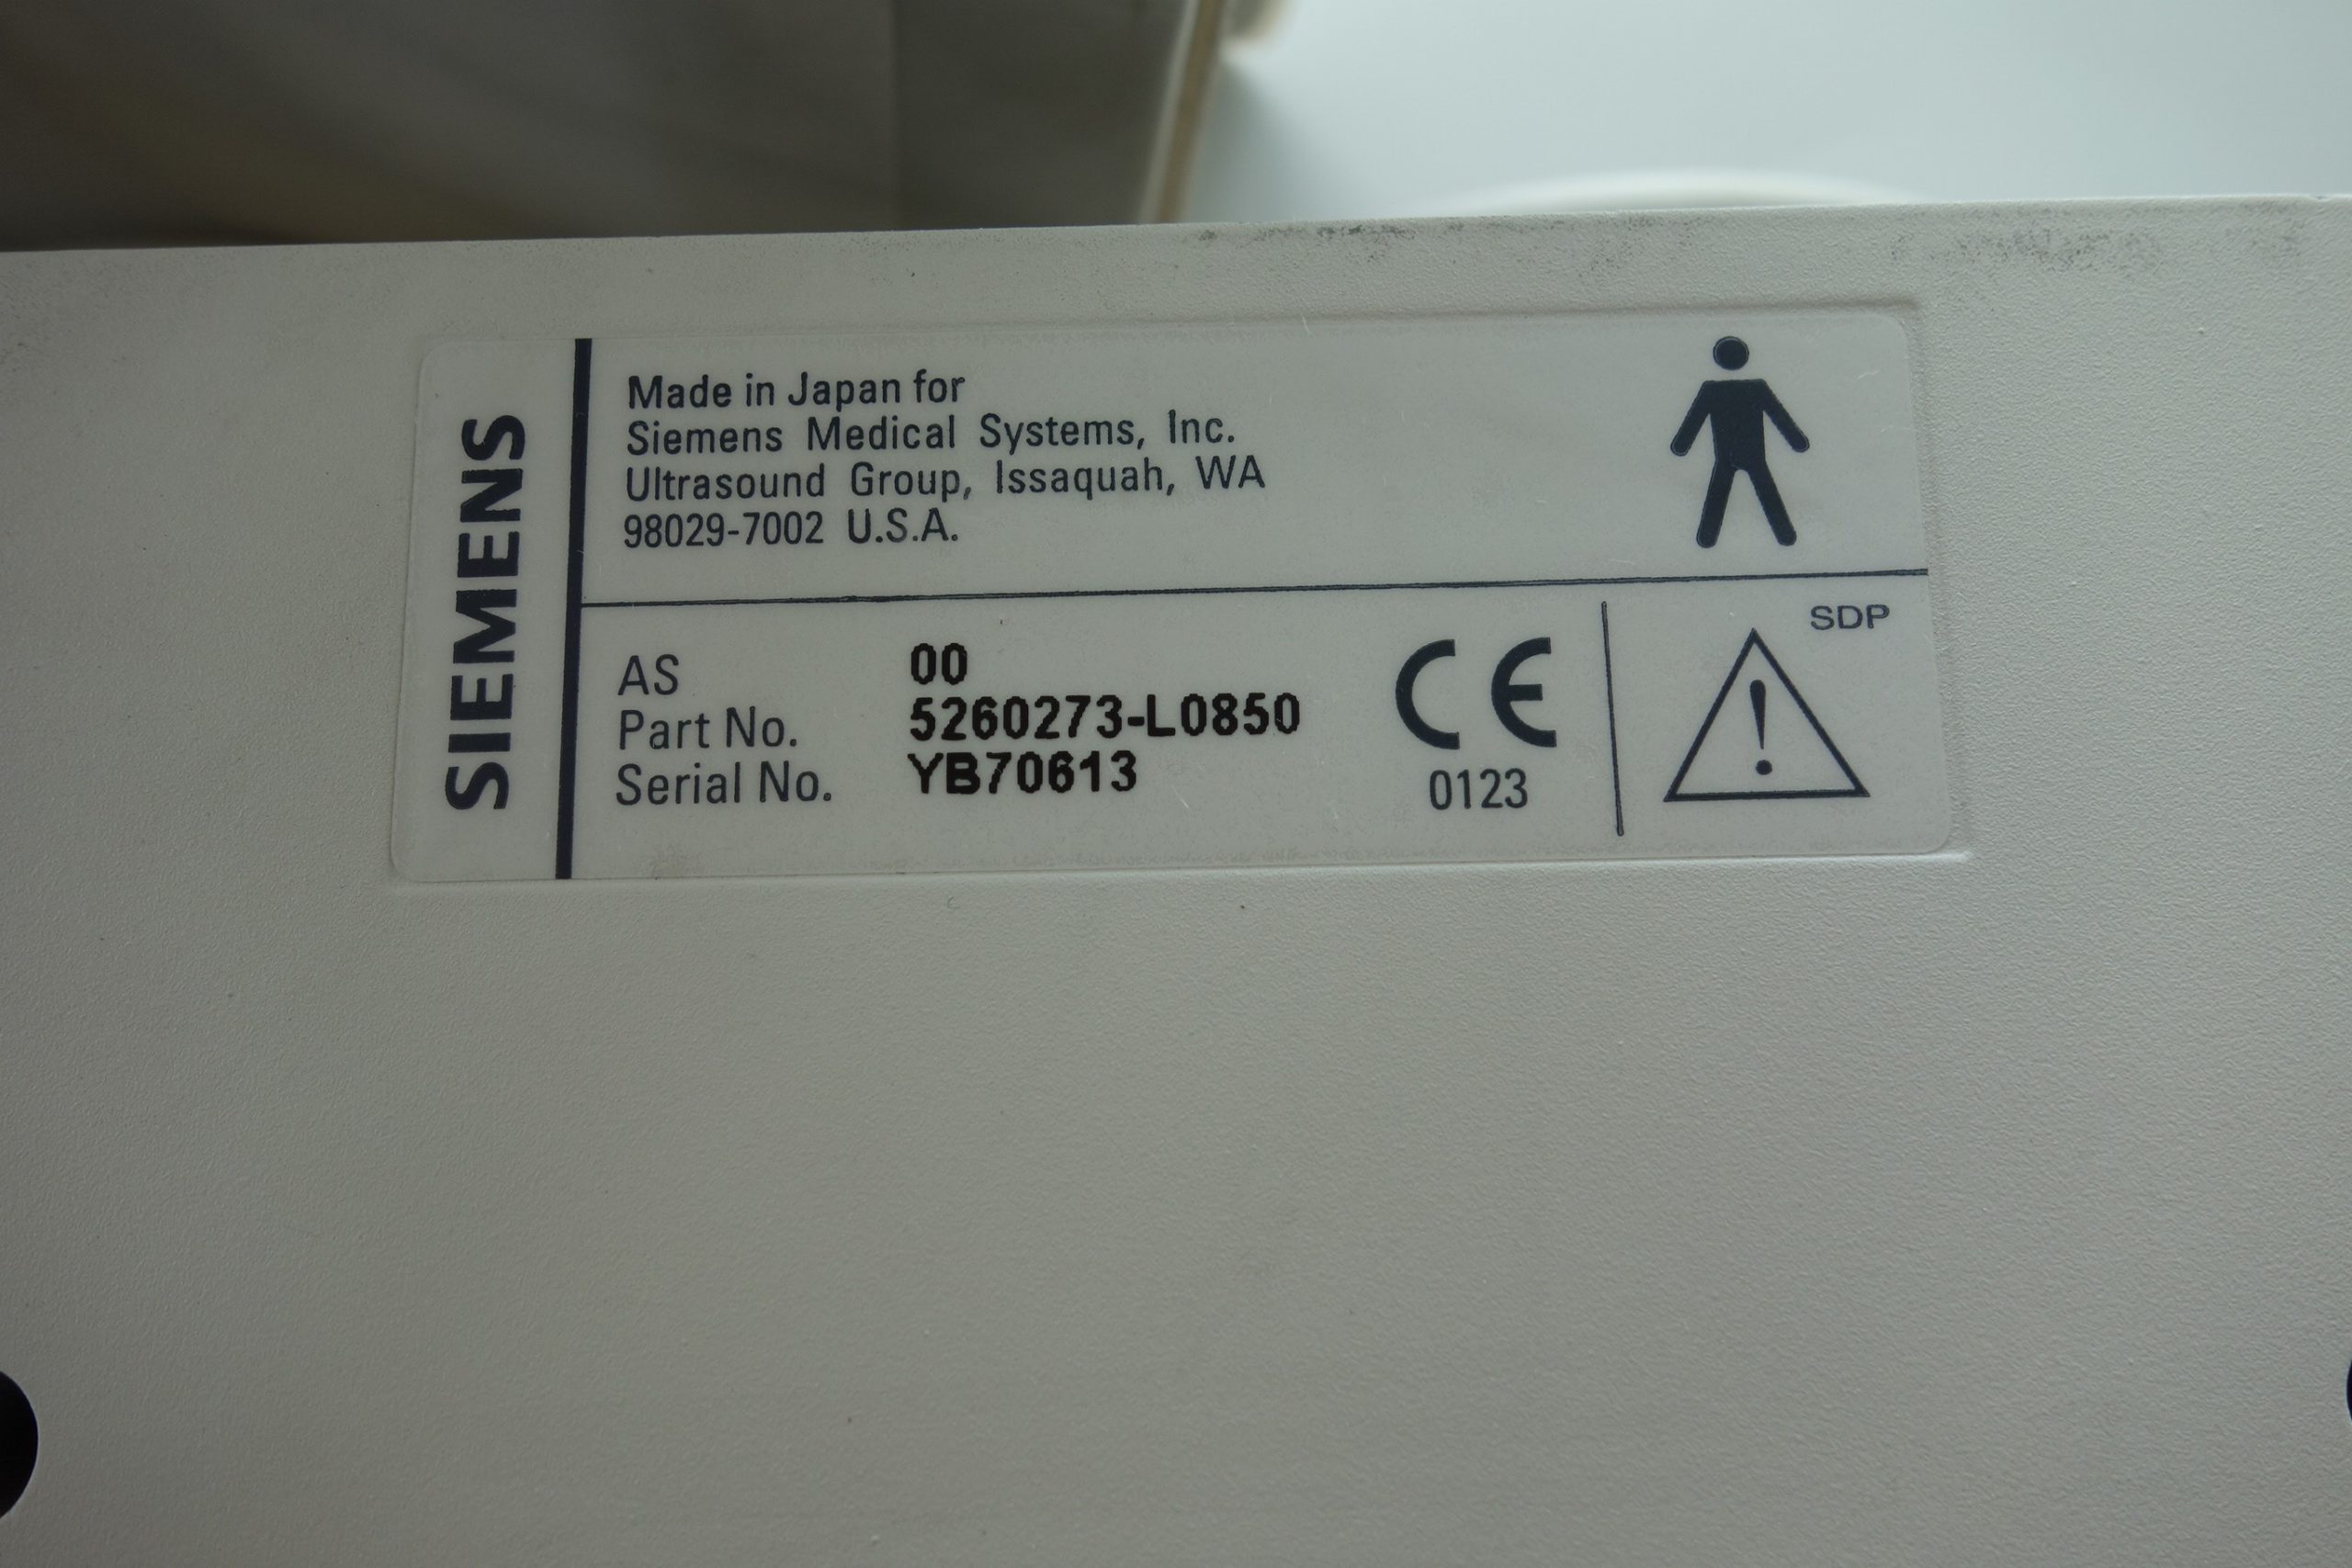 SIEMENS
Made in Japan for
Siemens Medical Systems, Inc.
Ultrasound Group, Issaquah, WA
98029-7002 U.S.A.
AS 00
Part No. 5260273-L0850
Serial No. YB70613
CE
0123
SDP
!